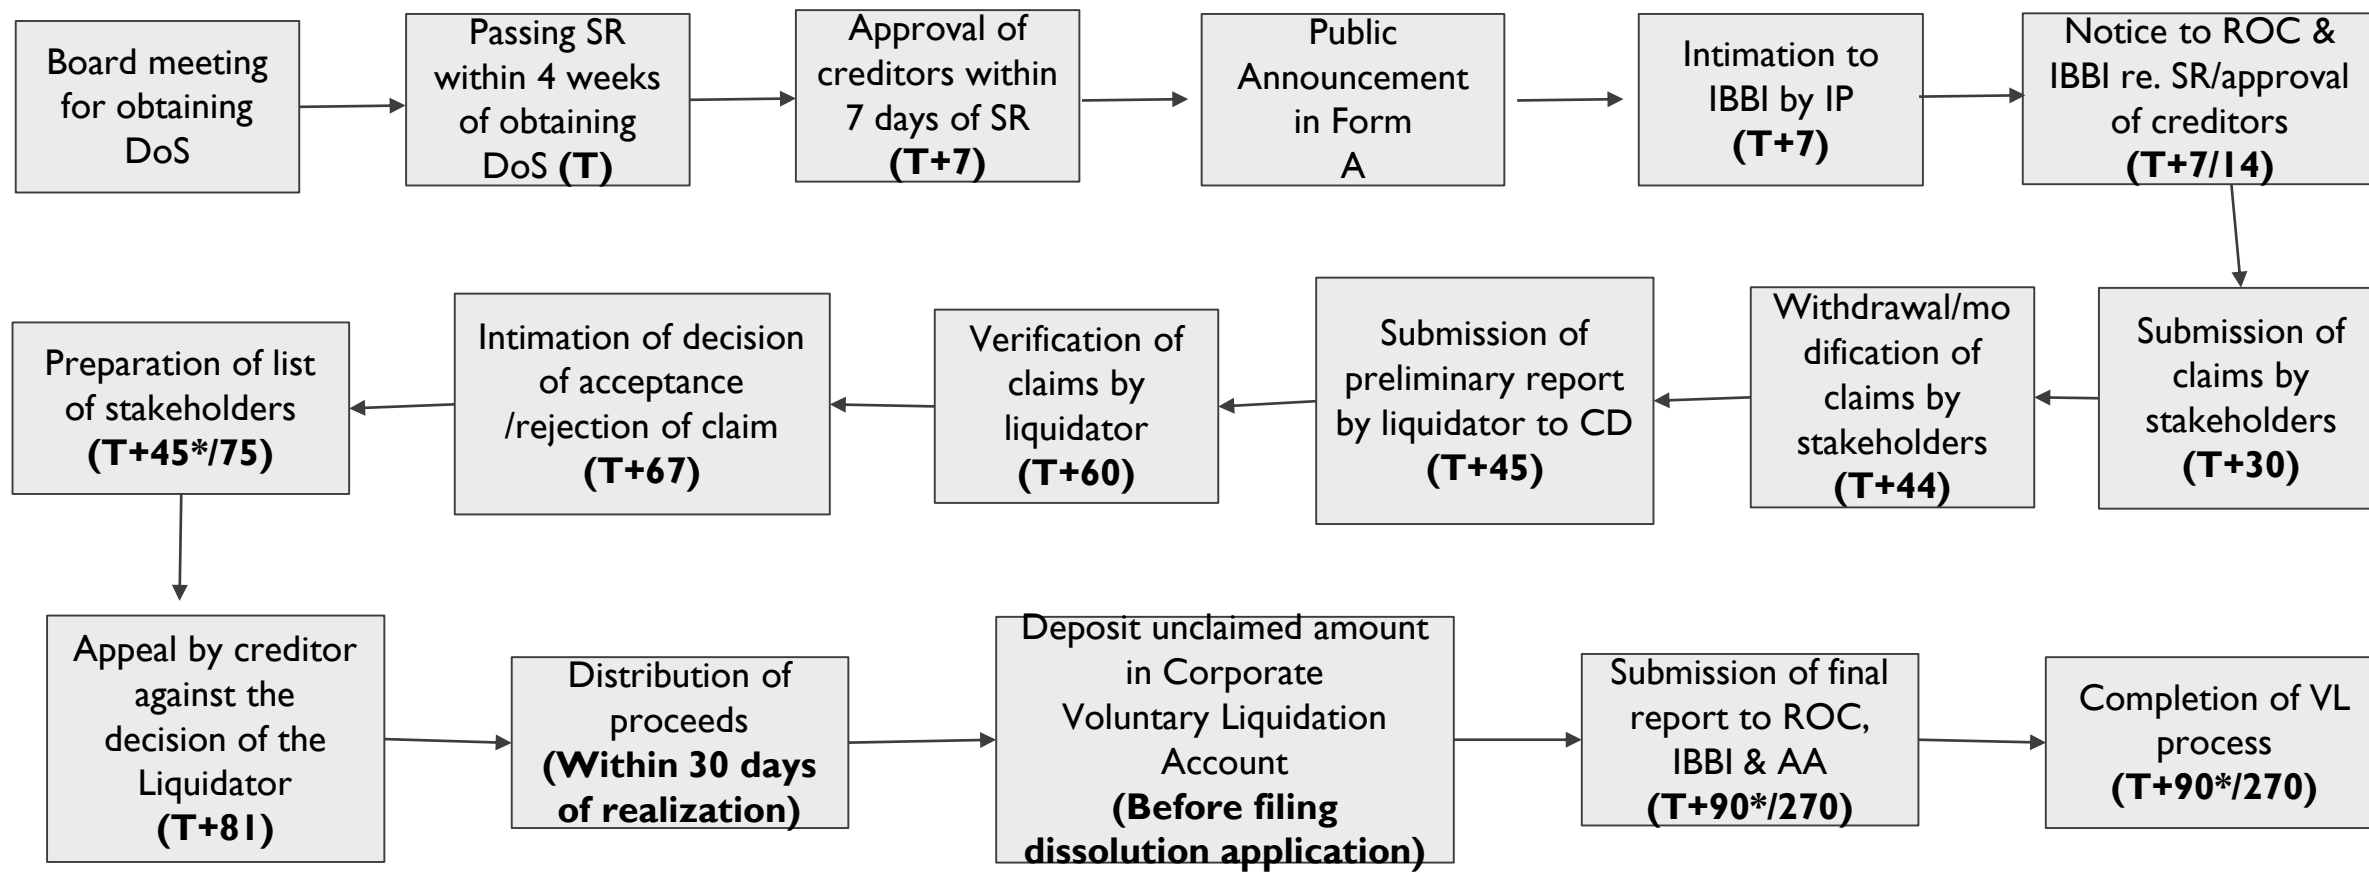 Board meeting
for obtaining
DoS
Passing SR
within 4 weeks
of obtaining
DoS (T)
Approval of
creditors within
7 days of SR
(T+7)
Public
Announcement
in Form
A
Intimation to
IBBI by IP
(T+7)
Notice to ROC &
IBBI re. SR/approval
of creditors
(T+7/14)
Submission of
claims by
stakeholders
(T+30)
Withdrawal/mo
dification of
claims by
stakeholders
(T+44)
Submission of
preliminary report
by liquidator to CD
(T+45)
Verification of
claims by
liquidator
(T+60)
Intimation of decision
of acceptance
/rejection of claim
(T+67)
Preparation of list
of stakeholders
(T+45*/75)
Appeal by creditor
against the
decision of the
Liquidator
(T+81)
Distribution of
proceeds
(Within 30 days
of realization)
Deposit unclaimed amount
in Corporate
Voluntary Liquidation
Account
(Before filing
dissolution application)
Submission of final
report to ROC,
IBBI & AA
(T+90*/270)
Completion of VL
process
(T+90*/270)